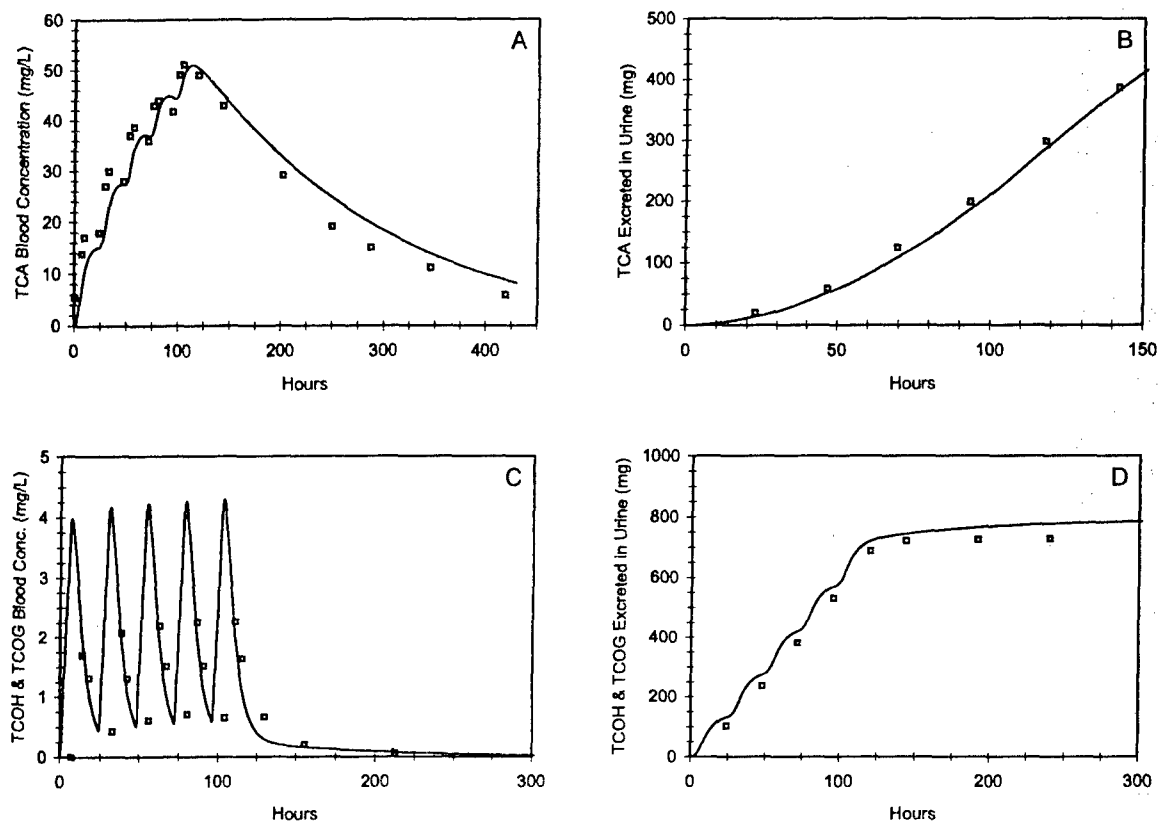 A
TCA Blood Concentration (mg/L)
60
50
40
30
20
10
0
0 100 200 300 400
Hours
B
TCA Excreted in Urine (mg)
500
400
300
200
100
0
0 50 100 150
Hours
C
TCOH & TCOG Blood Conc. (mg/L)
5
4
3
2
1
0
0 100 200 300
Hours
D
TCOH & TCOG Excreted in Urine (mg)
1000
800
600
400
200
0
0 100 200 300
Hours